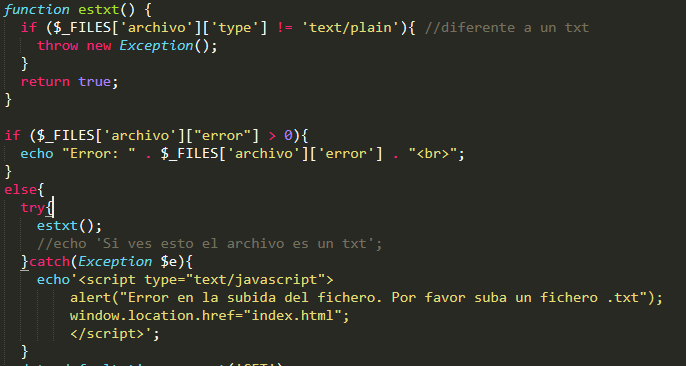 function estxt() {
if ($_FILES['archivo']['type'] != 'text/plain'){ //diferente a un txt
throw new Exception();
}
return true;
}
if ($_FILES['archivo']["error"] > 0){
echo "Error: " . $_FILES['archivo']['error'] . "<br>";
}
else{
try{
estxt();
//echo 'Si ves esto el archivo es un txt';
}catch(Exception $e){
echo'<script type="text/javascript">
alert("Error en la subida del fichero. Por favor suba un fichero .txt");
window.location.href="index.html";
</script>';
}